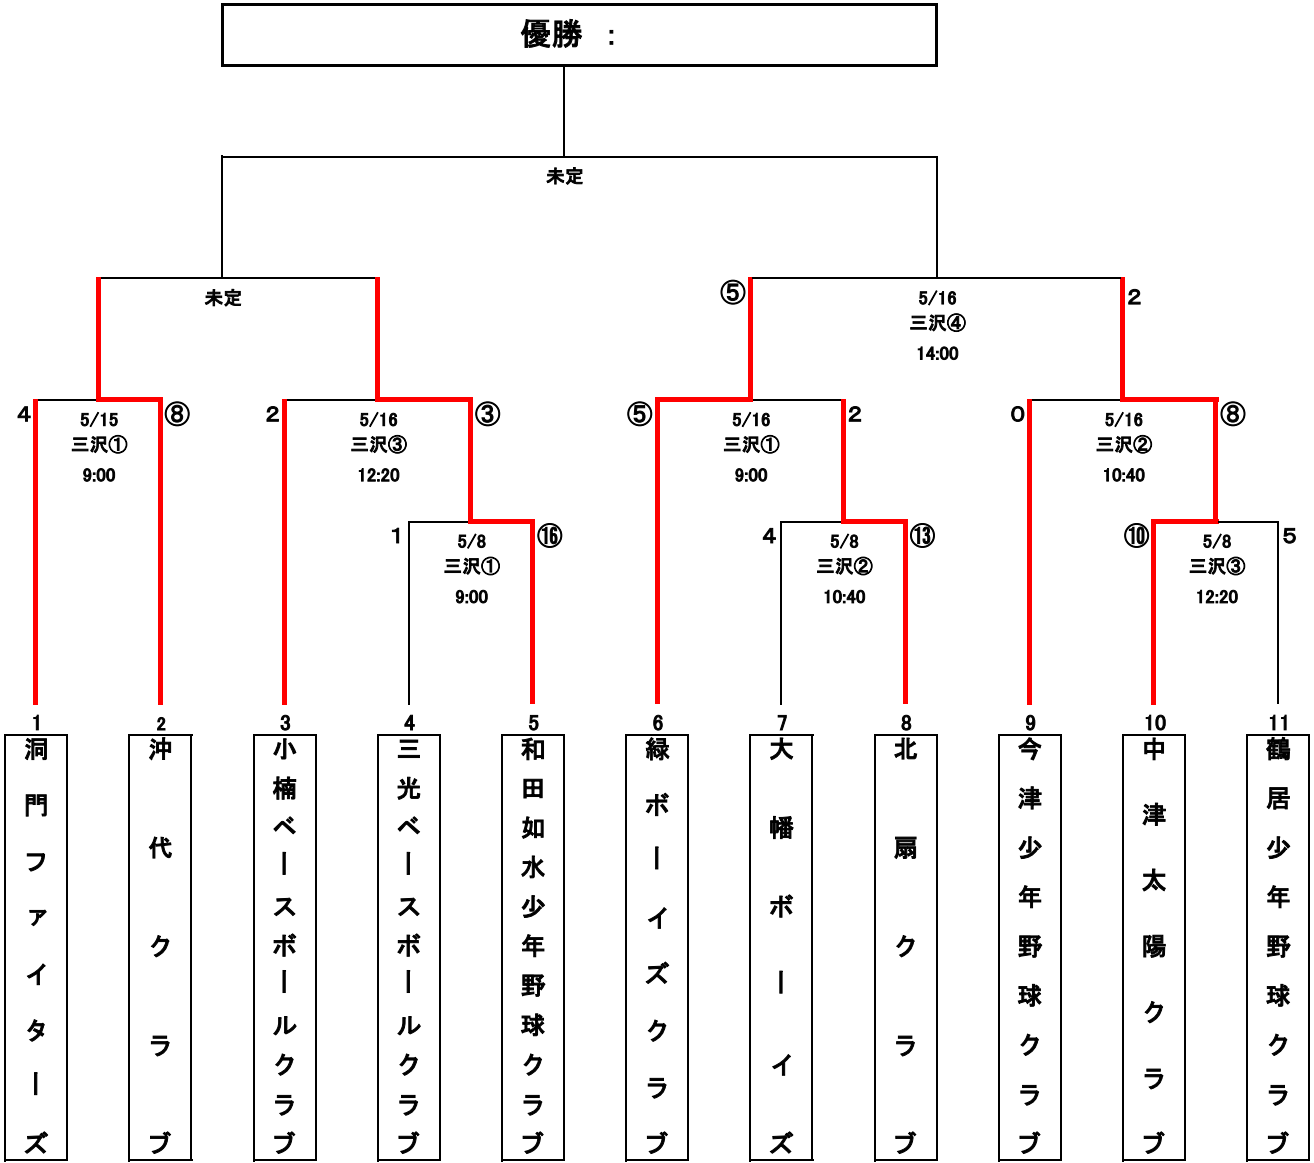 優勝 ：
未定
未定
⑤
5/16
三沢④
14:00
2
4
5/15
三沢①
9:00
⑧
2
5/16
三沢③
12:20
③
⑤
5/16
三沢①
9:00
2
0
5/16
三沢②
10:40
⑧
1
5/8
三沢①
9:00
⑯
4
5/8
三沢②
10:40
⑬
⑩
5/8
三沢③
12:20
5
1
洞門ファイターズ
2
沖代クラブ
3
小楠ベースボールクラブ
4
三光ベースボールクラブ
5
和田如水少年野球クラブ
6
緑ボーイズクラブ
7
大幡ボーイズ
8
北扇クラブ
9
今津少年野球クラブ
10
中津太陽クラブ
11
鶴居少年野球クラブ